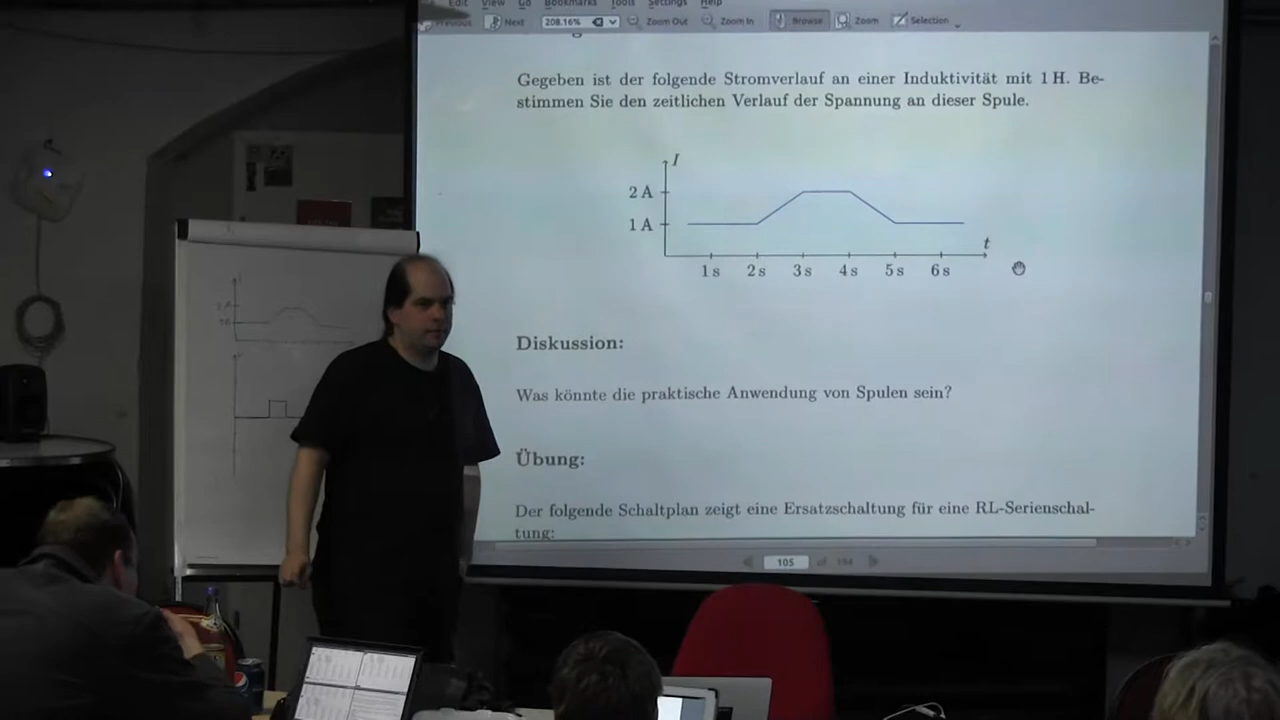 Edit View Go Bookmarks Tools Settings Help
Previous Next 208.16% Zoom Out Zoom In Browse Zoom Selection
Gegeben ist der folgende Stromverlauf an einer Induktivität mit 1 H. Be-
stimmen Sie den zeitlichen Verlauf der Spannung an dieser Spule.
I
2 A
1 A
t
1 s 2 s 3 s 4 s 5 s 6 s
Diskussion:
Was könnte die praktische Anwendung von Spulen sein?
Übung:
Der folgende Schaltplan zeigt eine Ersatzschaltung für eine RL-Serienschal-
tung:
105 of 194